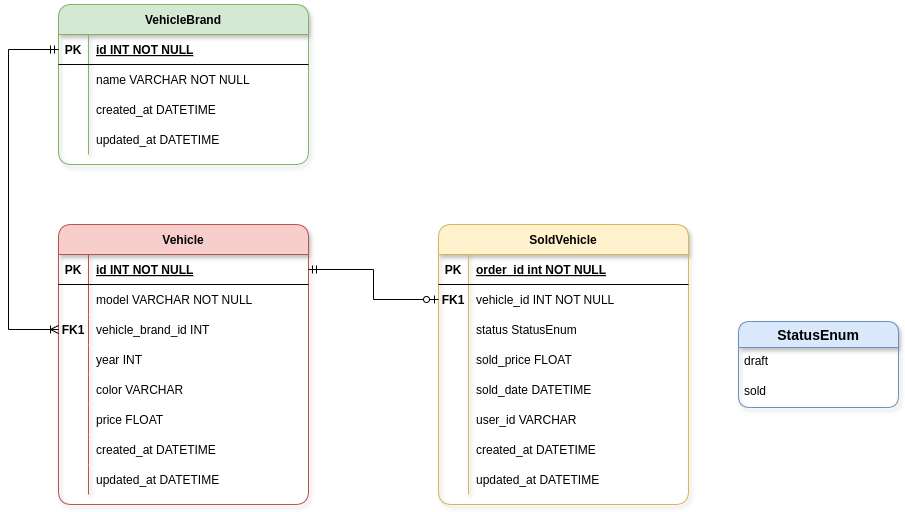 VehicleBrand
PK id INT NOT NULL
name VARCHAR NOT NULL
created_at DATETIME
updated_at DATETIME
Vehicle
PK id INT NOT NULL
model VARCHAR NOT NULL
FK1 vehicle_brand_id INT
year INT
color VARCHAR
price FLOAT
created_at DATETIME
updated_at DATETIME
SoldVehicle
PK order_id int NOT NULL
FK1 vehicle_id INT NOT NULL
status StatusEnum
sold_price FLOAT
sold_date DATETIME
user_id VARCHAR
created_at DATETIME
updated_at DATETIME
StatusEnum
draft
sold